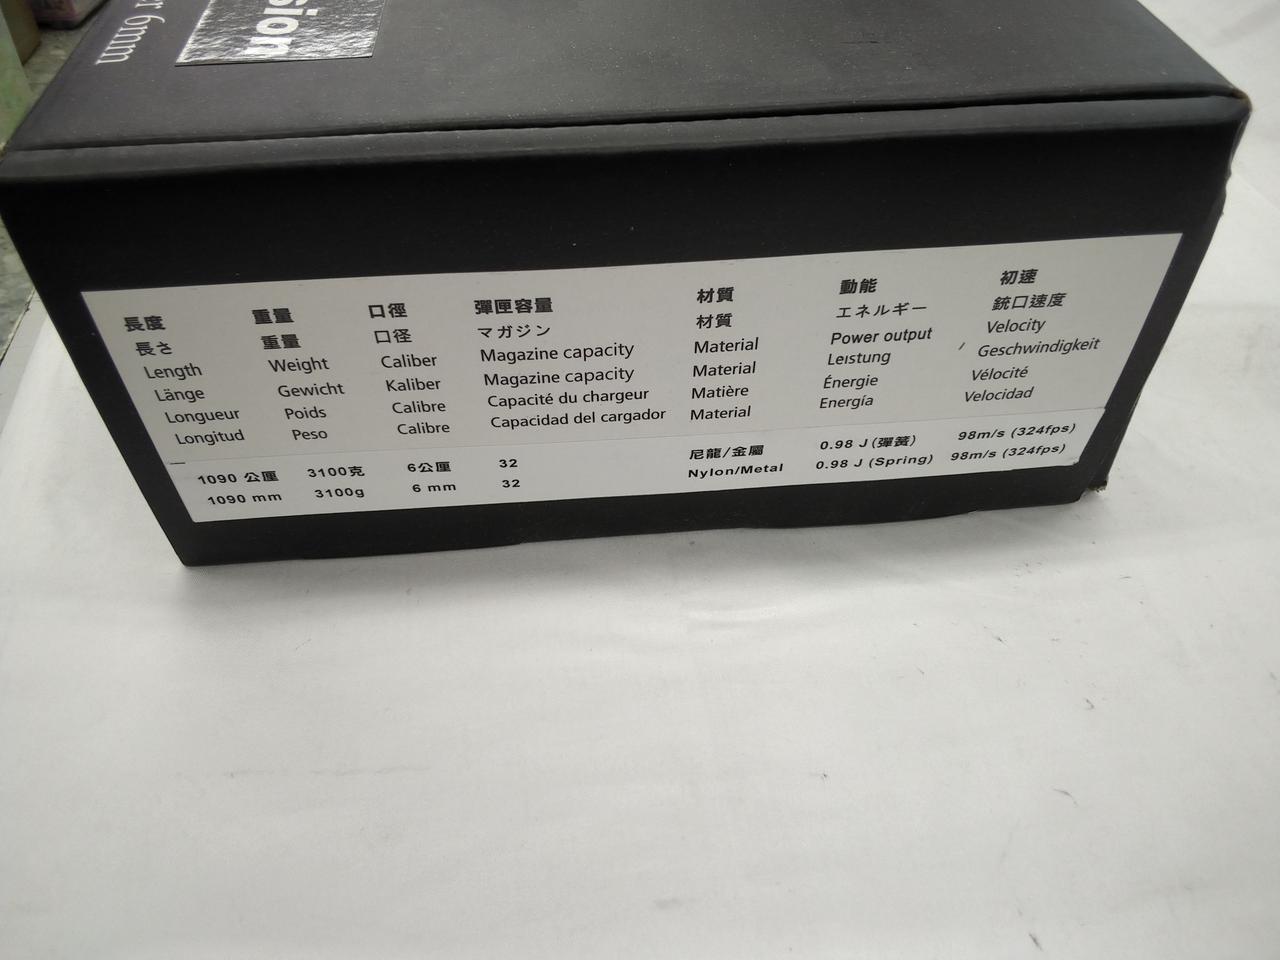 r 6mm
sion
長度 重量 口徑 彈匣容量 材質 動能 初速
長さ 重量 口径 マガジン 材質 エネルギー 銃口速度
Length Weight Caliber Magazine capacity Material Power output Velocity
Länge Gewicht Kaliber Magazine capacity Material Leistung Geschwindigkeit
Longueur Poids Calibre Capacité du chargeur Matière Énergie Vélocité
Longitud Peso Calibre Capacidad del cargador Material Energía Velocidad
1090 公厘 3100克 6公厘 32 尼龍/金屬 0.98 J (彈簧) 98m/s (324fps)
1090 mm 3100g 6 mm 32 Nylon/Metal 0.98 J (Spring) 98m/s (324fps)